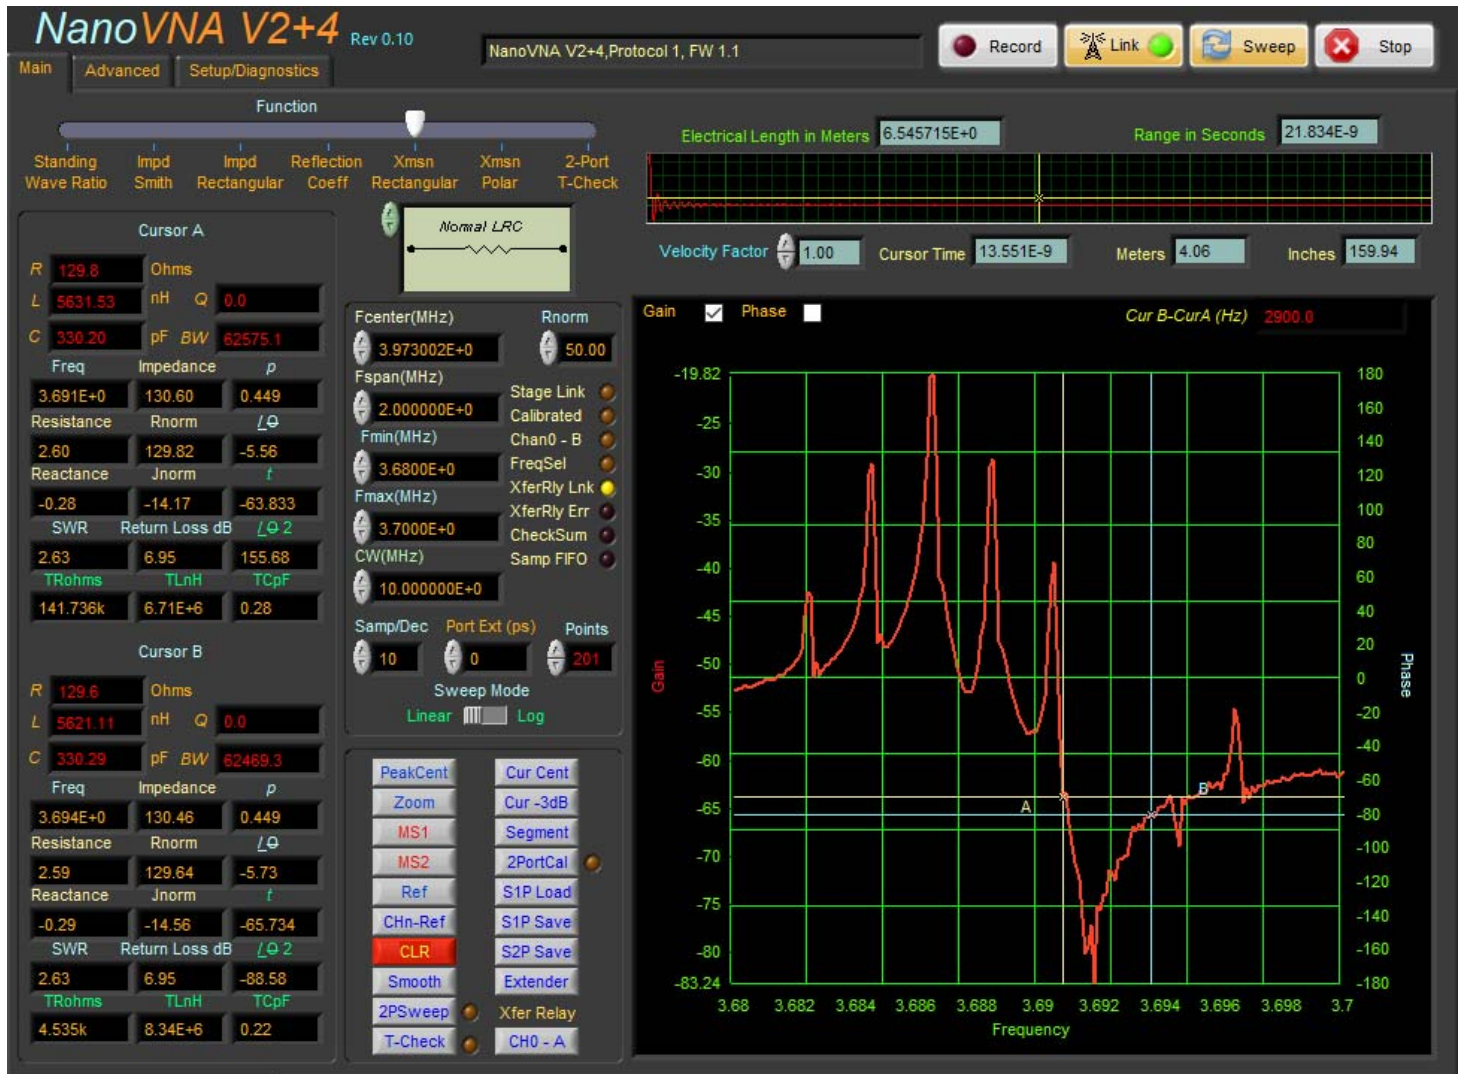 NanoVNA V2+4 Rev 0.10
NanoVNA V2+4,Protocol 1, FW 1.1
Record Link Sweep Stop
Main Advanced Setup/Diagnostics
Function
Standing Wave Ratio
Impd Smith
Impd Rectangular
Reflection Coeff
Xmsn Rectangular
Xmsn Polar
2-Port T-Check
Electrical Length in Meters 6.545715E+0
Range in Seconds 21.834E-9
Velocity Factor 1.00 Cursor Time 13.551E-9 Meters 4.06 Inches 159.94
Normal LRC
Cursor A
R 129.8 Ohms
L 5631.53 nH Q 0.0
C 330.20 pF BW 62575.1
Freq Impedance p
3.691E+0 130.60 0.449
Resistance Rnorm /θ
2.60 129.82 -5.56
Reactance Jnorm t
-0.28 -14.17 -63.833
SWR Return Loss dB /θ 2
2.63 6.95 155.68
TRohms TLnH TCpF
141.736k 6.71E+6 0.28
Cursor B
R 129.6 Ohms
L 5621.11 nH Q 0.0
C 330.29 pF BW 62469.3
Freq Impedance p
3.694E+0 130.46 0.449
Resistance Rnorm /θ
2.59 129.64 -5.73
Reactance Jnorm t
-0.29 -14.56 -65.734
SWR Return Loss dB /θ 2
2.63 6.95 -88.58
TRohms TLnH TCpF
4.535k 8.34E+6 0.22
Fcenter(MHz) Rnorm
3.973002E+0 50.00
Fspan(MHz)
2.000000E+0
Fmin(MHz)
3.6800E+0
Fmax(MHz)
3.7000E+0
CW(MHz)
10.000000E+0
Stage Link
Calibrated
Chan0 - B
FreqSel
XferRly Lnk
XferRly Err
CheckSum
Samp FIFO
Samp/Dec Port Ext (ps) Points
10 0 201
Sweep Mode
Linear Log
PeakCent Cur Cent
Zoom Cur -3dB
MS1 Segment
MS2 2PortCal
Ref S1P Load
CHn-Ref S1P Save
CLR S2P Save
Smooth Extender
2PSweep Xfer Relay
T-Check CH0 - A
Gain Phase Cur B-CurA (Hz) 2900.0
-19.82
-25
-30
-35
-40
-45
-50
-55
-60
-65
-70
-75
-80
-83.24
Gain
A
B
180
160
140
120
100
80
60
40
20
0
-20
-40
-60
-80
-100
-120
-140
-160
-180
Phase
3.68 3.682 3.684 3.686 3.688 3.69 3.692 3.694 3.696 3.698 3.7
Frequency